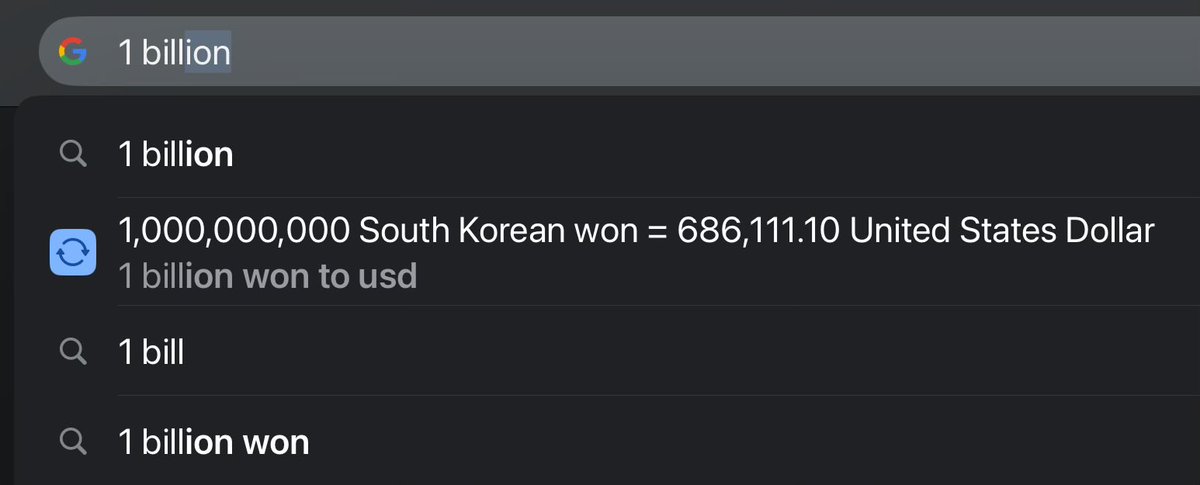 1 billion
1 billion
1,000,000,000 South Korean won = 686,111.10 United States Dollar
1 billion won to usd
1 bill
1 billion won